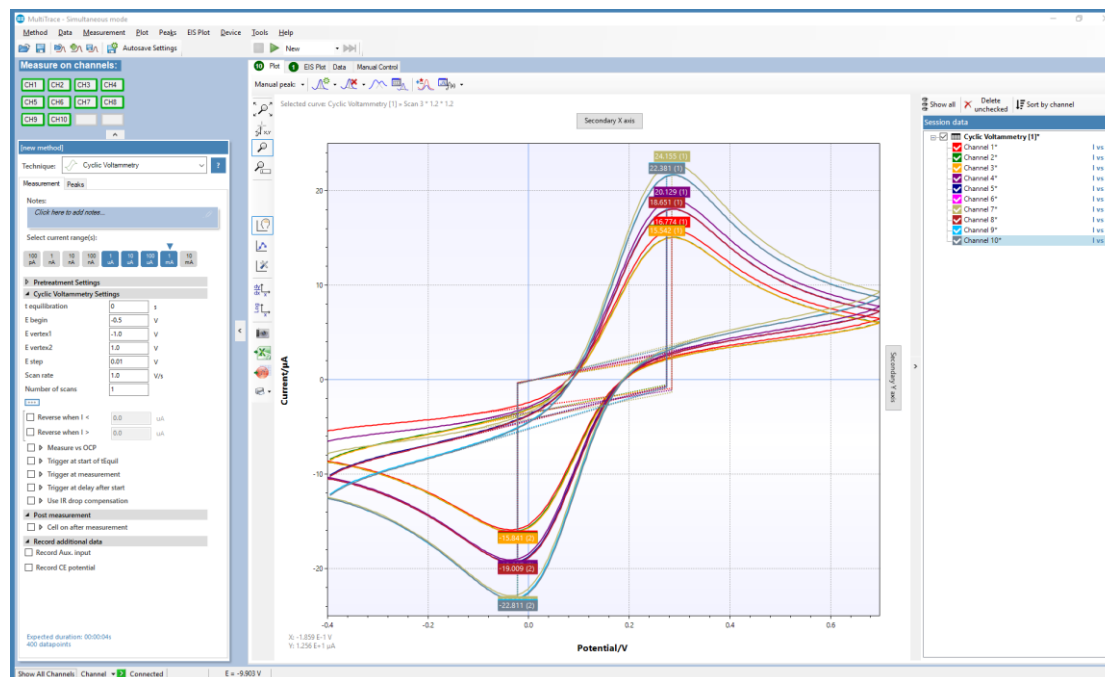 MultiTrace - Simultaneous mode
Method Data Measurement Plot Peaks EIS Plot Device Tools Help
Autosave Settings New
Measure on channels:
CH1 CH2 CH3 CH4
CH5 CH6 CH7 CH8
CH9 CH10
[new method]
Technique: Cyclic Voltammetry ?
Measurement Peaks
Notes:
Click here to add notes...
Select current range(s):
100 pA 1 nA 10 nA 100 nA 1 uA 10 uA 100 uA 1 mA 10 mA
Pretreatment Settings
Cyclic Voltammetry Settings
t equilibration 0 s
E begin -0.5 V
E vertex1 -1.0 V
E vertex2 1.0 V
E step 0.01 V
Scan rate 1.0 V/s
Number of scans 1
Reverse when I < 0.0 uA
Reverse when I > 0.0 uA
Measure vs OCP
Trigger at start of tEquil
Trigger at measurement
Trigger at delay after start
Use IR drop compensation
Post measurement
Cell on after measurement
Record additional data
Record Aux. input
Record CE potential
Expected duration: 00:00:04s
400 datapoints
10 Plot 1 EIS Plot Data Manual Control
Manual peak:
Selected curve: Cyclic Voltammetry [1] » Scan 3 * 1.2 * 1.2
Secondary X axis
24.155 (1)
22.381 (1)
20.129 (1)
18.651 (1)
16.774 (1)
15.542 (1)
-15.841 (2)
-19.009 (2)
-22.811 (2)
20
10
0
-10
-20
Current/µA
-0.4 -0.2 0.0 0.2 0.4 0.6
Potential/V
X: -1.859 E-1 V
Y: 1.256 E+1 µA
Secondary Y axis
Show all Delete unchecked Sort by channel
Session data
Cyclic Voltammetry [1]*
Channel 1* I vs
Channel 2*
Channel 3* I vs
Channel 4* I vs
Channel 5* I vs
Channel 6* I vs
Channel 7* I vs
Channel 8* I vs
Channel 9* I vs
Channel 10* I vs
Show All Channels Channel 2 Connected E = -9.903 V